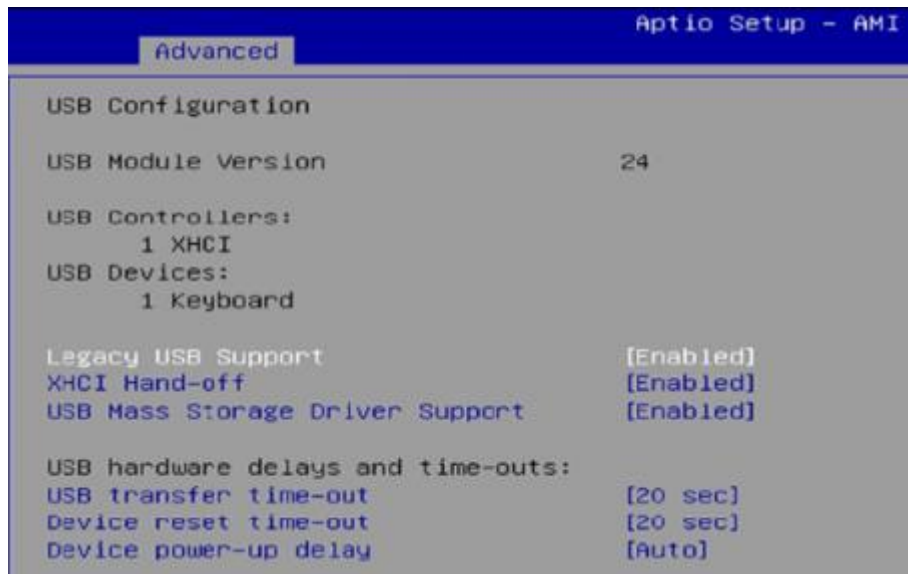 Aptio Setup - AMI
Advanced
USB Configuration
USB Module Version 24
USB Controllers:
1 XHCI
USB Devices:
1 Keyboard
Legacy USB Support [Enabled]
XHCI Hand-off [Enabled]
USB Mass Storage Driver Support [Enabled]
USB hardware delays and time-outs:
USB transfer time-out [20 sec]
Device reset time-out [20 sec]
Device power-up delay [Auto]